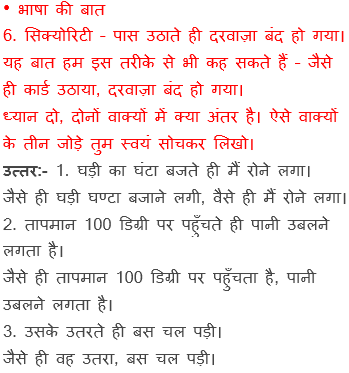 • भाषा की बात
6. सिक्योरिटी - पास उठाते ही दरवाज़ा बंद हो गया।
यह बात हम इस तरीके से भी कह सकते हैं - जैसे
ही कार्ड उठाया, दरवाज़ा बंद हो गया।
ध्यान दो, दोनों वाक्यों में क्या अंतर है। ऐसे वाक्यों
के तीन जोड़े तुम स्वयं सोचकर लिखो।
उत्तर:- 1. घड़ी का घंटा बजते ही मैं रोने लगा।
जैसे ही घड़ी घण्टा बजाने लगी, वैसे ही मैं रोने लगा।
2. तापमान 100 डिग्री पर पहुँचते ही पानी उबलने
लगता है।
जैसे ही तापमान 100 डिग्री पर पहुँचता है, पानी
उबलने लगता है।
3. उसके उतरते ही बस चल पड़ी।
जैसे ही वह उतरा, बस चल पड़ी।